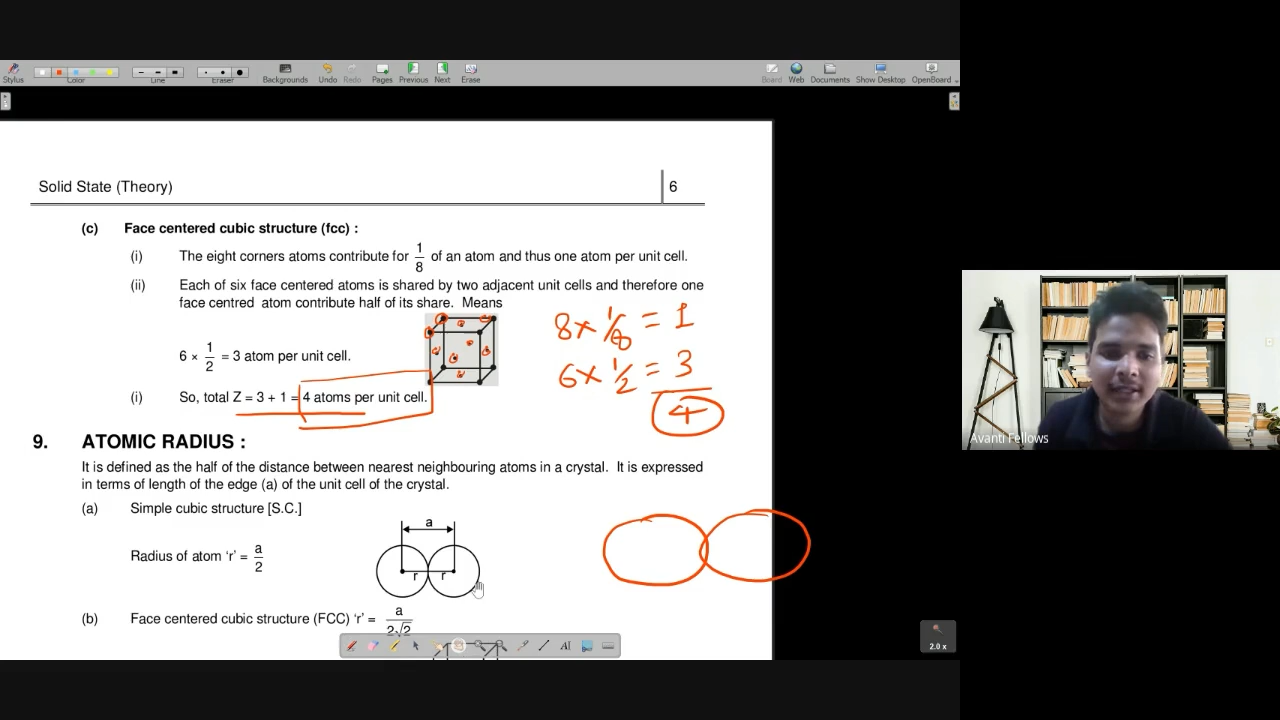 Stylus Color Line Eraser Backgrounds Undo Redo Pages Previous Next Erase Board Web Documents Show Desktop OpenBoard
Solid State (Theory) 6
(c) Face centered cubic structure (fcc) :
(i) The eight corners atoms contribute for 1/8 of an atom and thus one atom per unit cell.
(ii) Each of six face centered atoms is shared by two adjacent unit cells and therefore one
face centred atom contribute half of its share. Means
8 × 1/8 = 1
6 × 1/2 = 3 atom per unit cell.
6 × 1/2 = 3
(i) So, total Z = 3 + 1 = 4 atoms per unit cell.
4
9. ATOMIC RADIUS :
It is defined as the half of the distance between nearest neighbouring atoms in a crystal. It is expressed
in terms of length of the edge (a) of the unit cell of the crystal.
(a) Simple cubic structure [S.C.]
a
Radius of atom ‘r’ = a/2
r r
(b) Face centered cubic structure (FCC) ‘r’ = a/2√2
2.0 x
Avanti Fellows